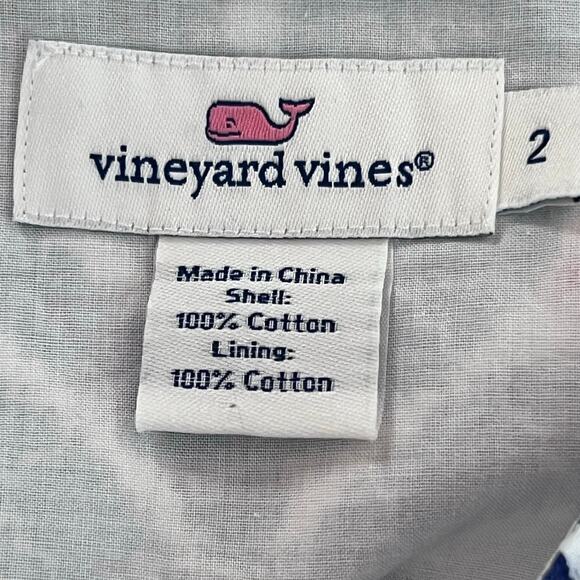 vineyard vines®
2
Made in China
Shell:
100% Cotton
Lining:
100% Cotton